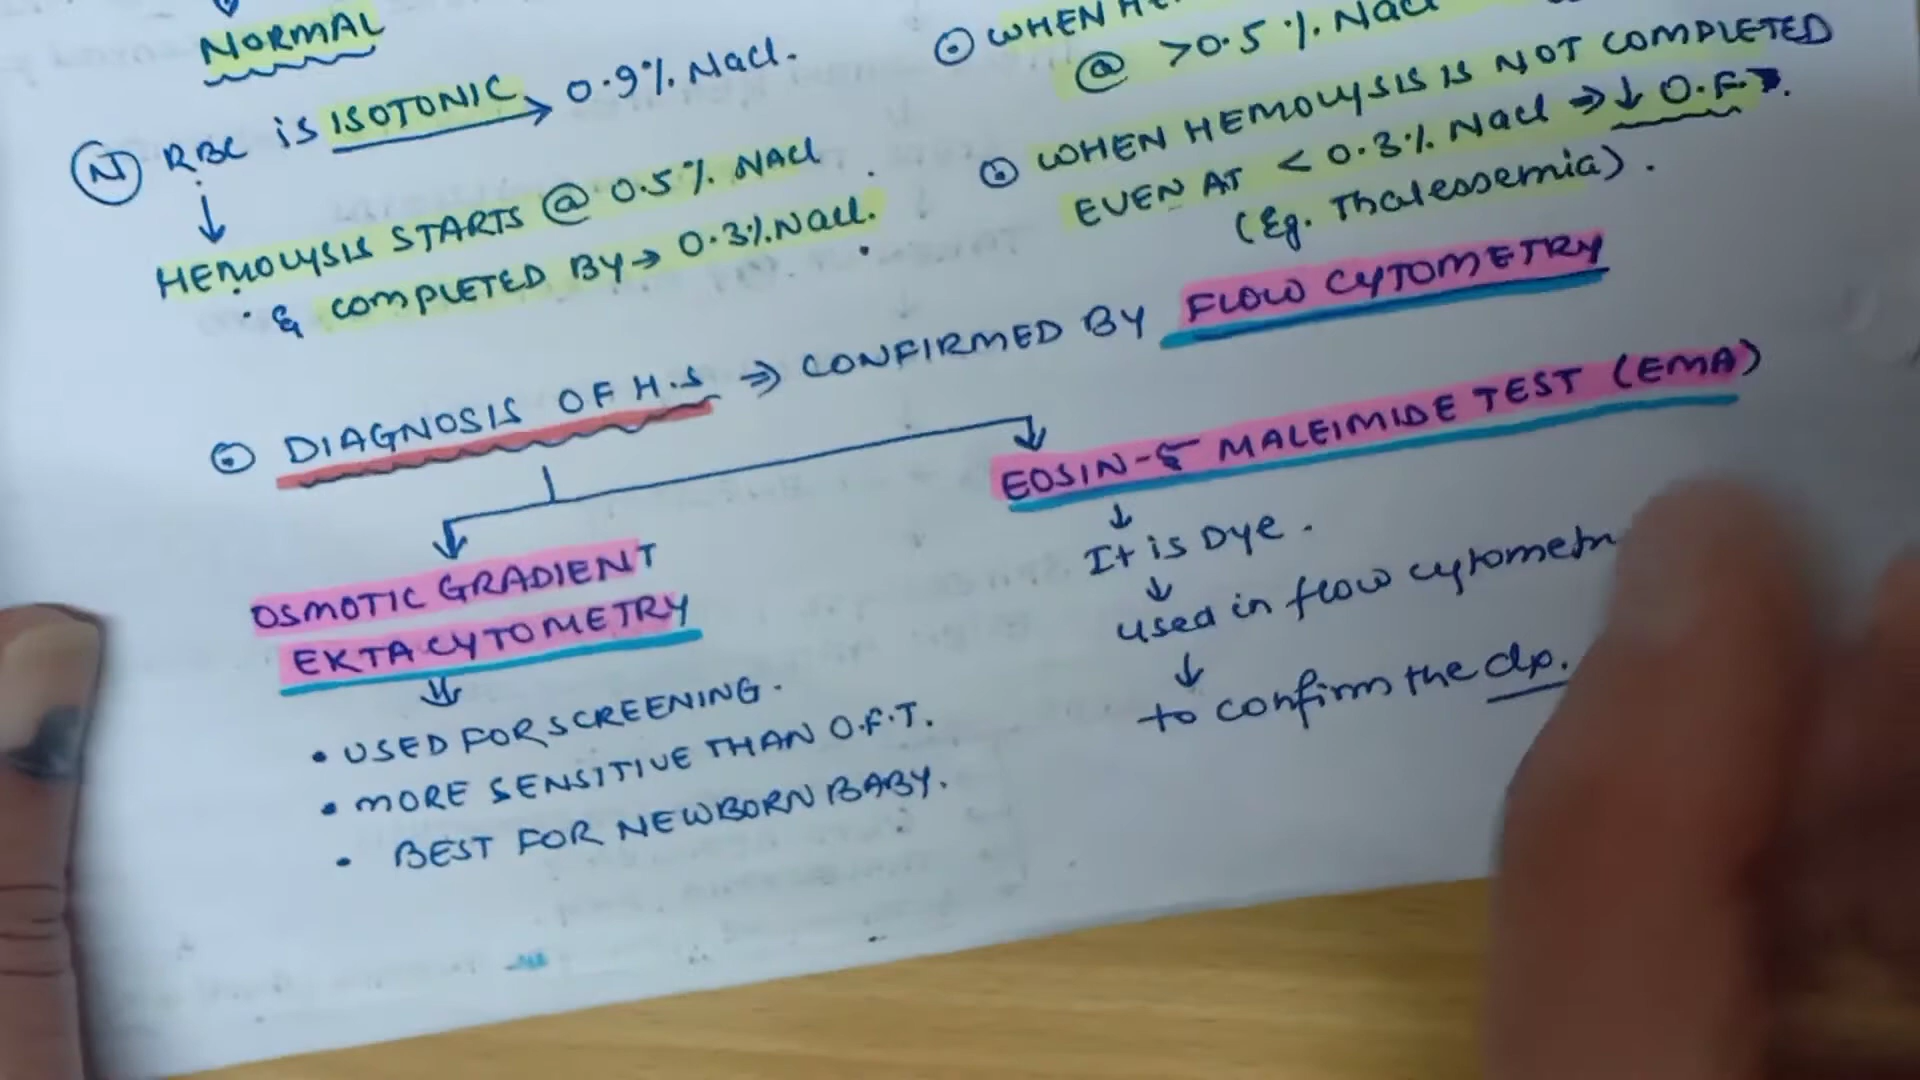 NORMAL
(N) RBC is ISOTONIC → 0.9% Nacl.
↓
HEMOLYSIS STARTS @ 0.5% NACl
& COMPLETED BY → 0.3% Nacl.
⊙ WHEN
@ >0.5 %. Nacl
⊙ WHEN HEMOLYSIS IS NOT COMPLETED
EVEN AT < 0.3% Nacl ⇒ ↓ O.F.
(Eg. Thalessemia).
⊙ DIAGNOSIS OF H.S ⇒ CONFIRMED BY FLOW CYTOMETRY
OSMOTIC GRADIENT
EKTACYTOMETRY
• USED FOR SCREENING.
• MORE SENSITIVE THAN O.F.T.
• BEST FOR NEWBORN BABY.
EOSIN-5 MALEIMIDE TEST (EMA)
↓
It is Dye.
↓
used in flow
↓
to confirm the dp.